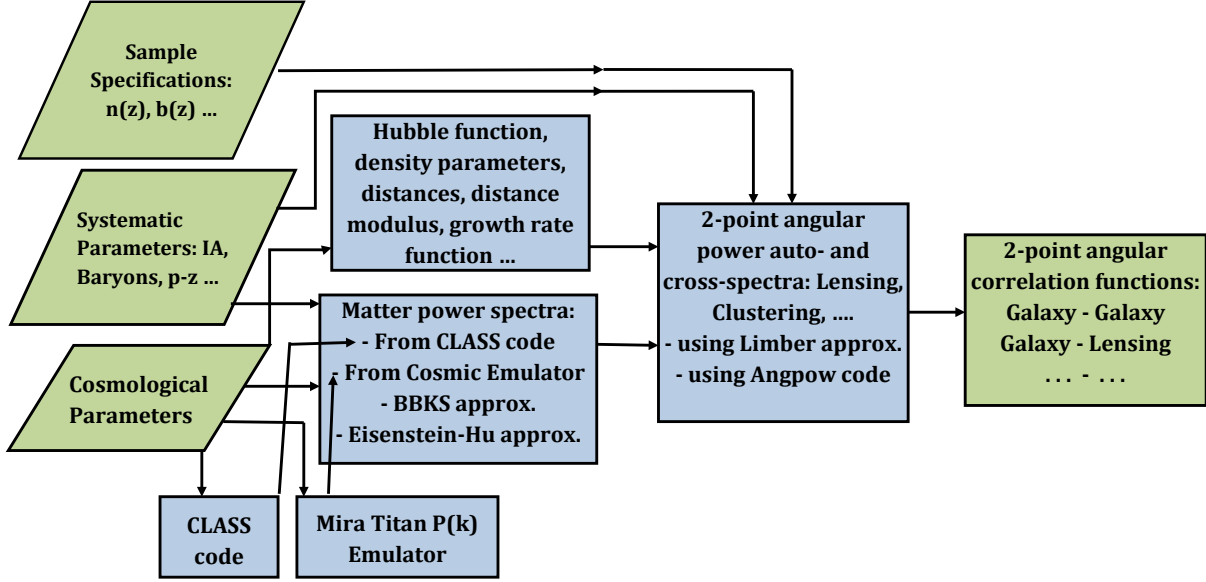 Sample
Specifications:
n(z), b(z) ...
Systematic
Parameters: IA,
Baryons, p-z ...
Cosmological
Parameters
Hubble function,
density parameters,
distances, distance
modulus, growth rate
function ...
Matter power spectra:
- From CLASS code
- From Cosmic Emulator
- BBKS approx.
- Eisenstein-Hu approx.
CLASS
code
Mira Titan P(k)
Emulator
2-point angular
power auto- and
cross-spectra: Lensing,
Clustering, ....
- using Limber approx.
- using Angpow code
2-point angular
correlation functions:
Galaxy - Galaxy
Galaxy - Lensing
. . . - . . .